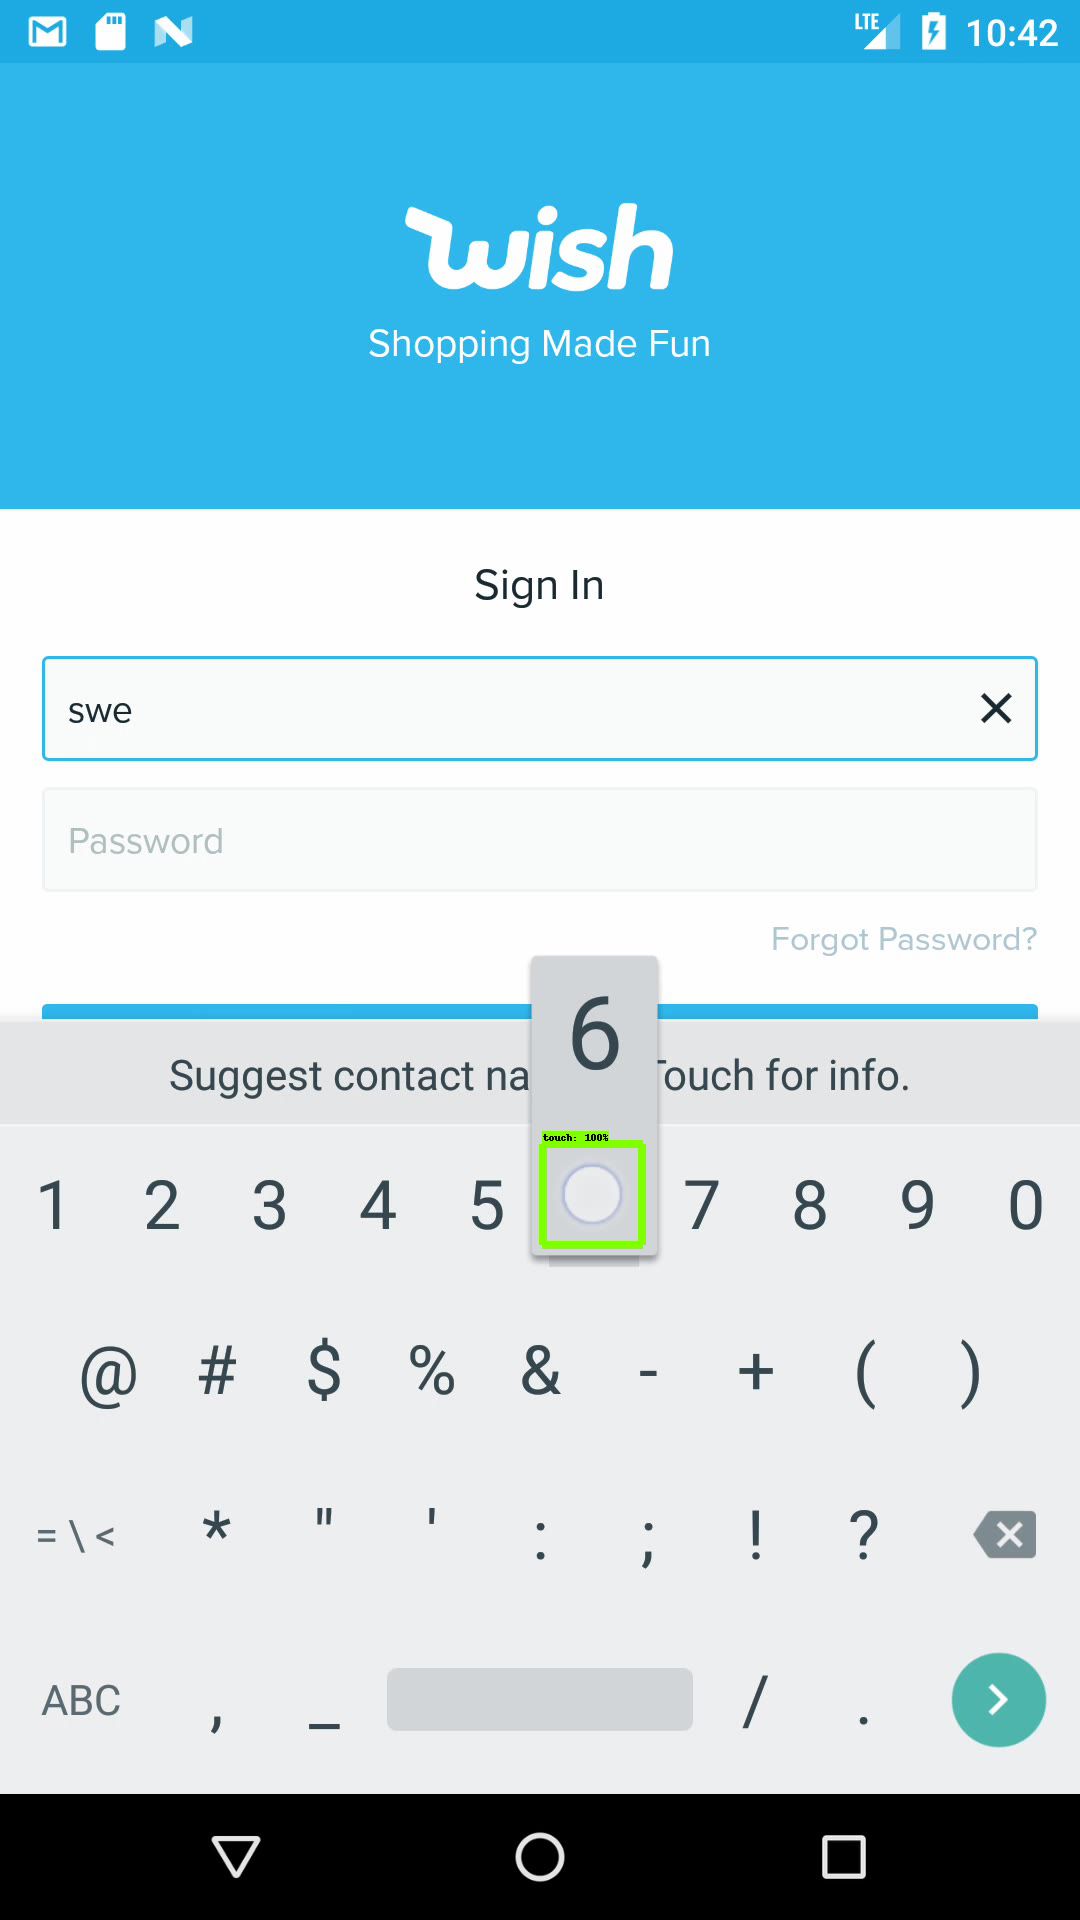 LTE 10:42
wish
Shopping Made Fun
Sign In
swe
Password
Forgot Password?
6
Suggest contact na Touch for info.
touch: 100%
1 2 3 4 5 7 8 9 0
@ # $ % & - + ( )
= \ < * " ' : ; ! ?
ABC , _ / .